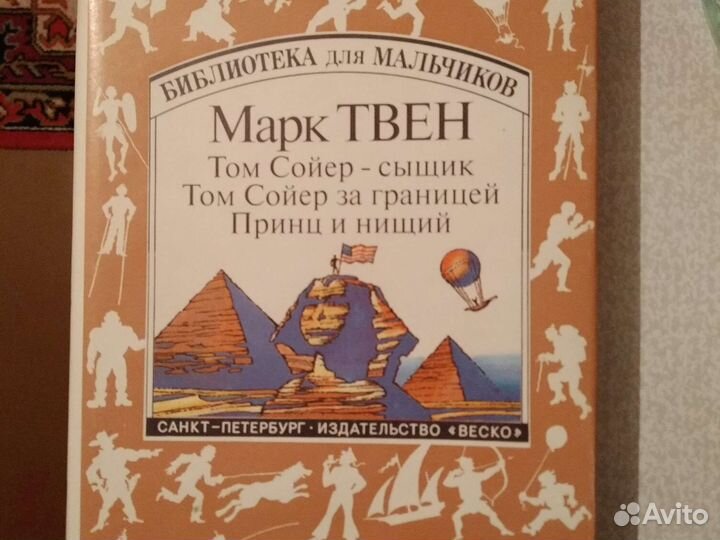 БИБЛИОТЕКА для МАЛЬЧИКОВ
Марк ТВЕН
Том Сойер - сыщик
Том Сойер за границей
Принц и нищий
САНКТ-ПЕТЕРБУРГ · ИЗДАТЕЛЬСТВО «ВЕСКО»
Avito